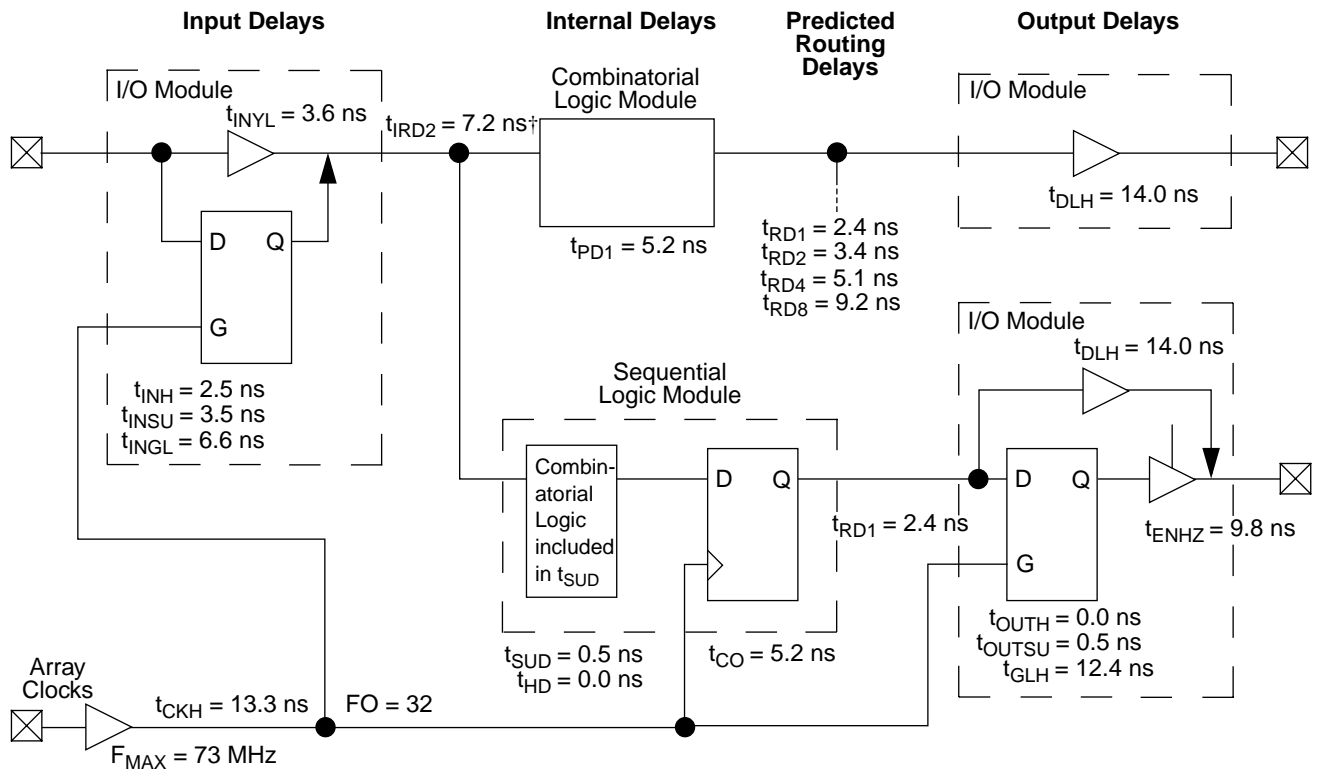 Input Delays
Internal Delays
Predicted
Routing
Delays
Output Delays
I/O Module
tINYL = 3.6 ns
tIRD2 = 7.2 ns†
Combinatorial
Logic Module
I/O Module
D Q
G
tPD1 = 5.2 ns
tRD1 = 2.4 ns
tRD2 = 3.4 ns
tRD4 = 5.1 ns
tRD8 = 9.2 ns
tDLH = 14.0 ns
tINH = 2.5 ns
tINSU = 3.5 ns
tINGL = 6.6 ns
Sequential
Logic Module
Combin-
atorial
Logic
included
in tSUD
D Q
tRD1 = 2.4 ns
I/O Module
tDLH = 14.0 ns
D Q
G
tENHZ = 9.8 ns
tSUD = 0.5 ns
tHD = 0.0 ns
tCO = 5.2 ns
tOUTH = 0.0 ns
tOUTSU = 0.5 ns
tGLH = 12.4 ns
Array
Clocks
tCKH = 13.3 ns
FO = 32
FMAX = 73 MHz